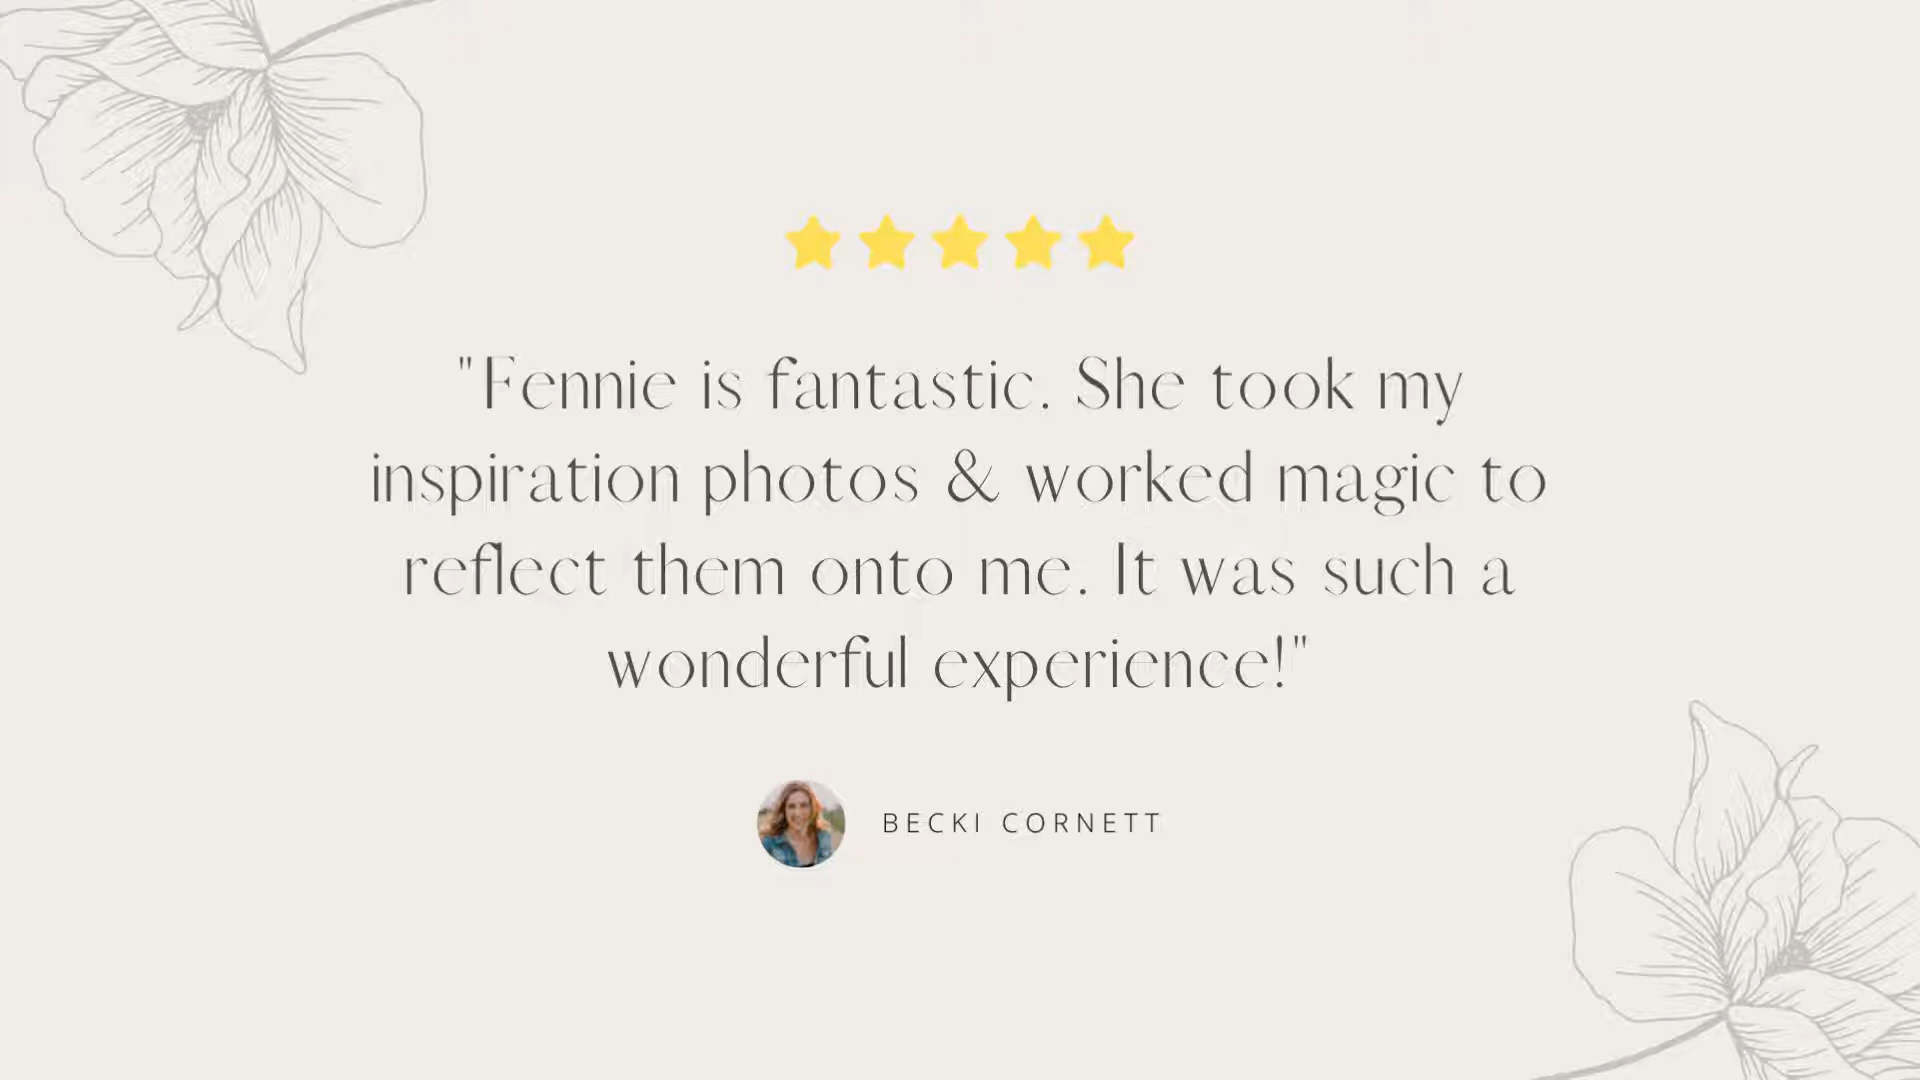 "Fennie is fantastic. She took my
inspiration photos & worked magic to
reflect them onto me. It was such a
wonderful experience!"
BECKI CORNETT